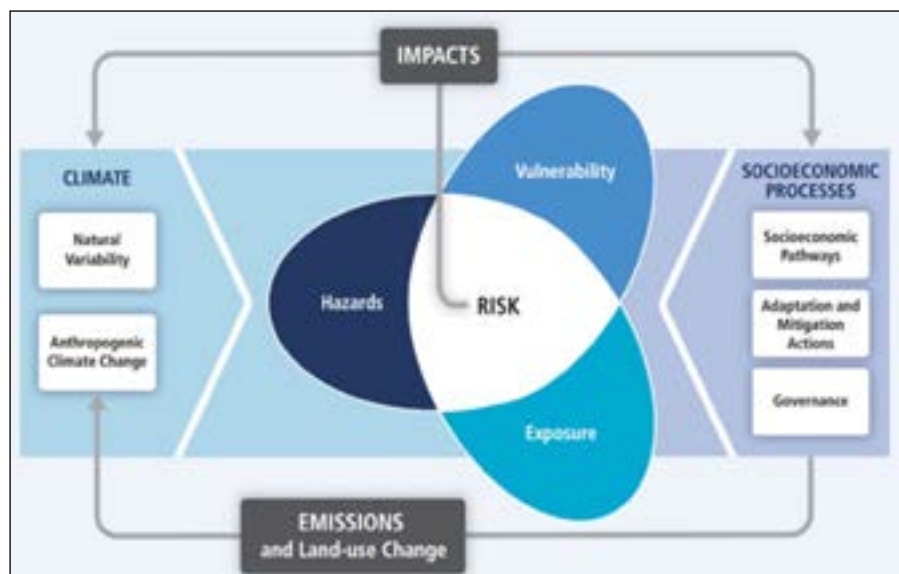 IMPACTS
CLIMATE
Natural
Variability
Anthropogenic
Climate Change
Vulnerability
Hazards
RISK
Exposure
SOCIOECONOMIC
PROCESSES
Socioeconomic
Pathways
Adaptation and
Mitigation
Actions
Governance
EMISSIONS
and Land-use Change